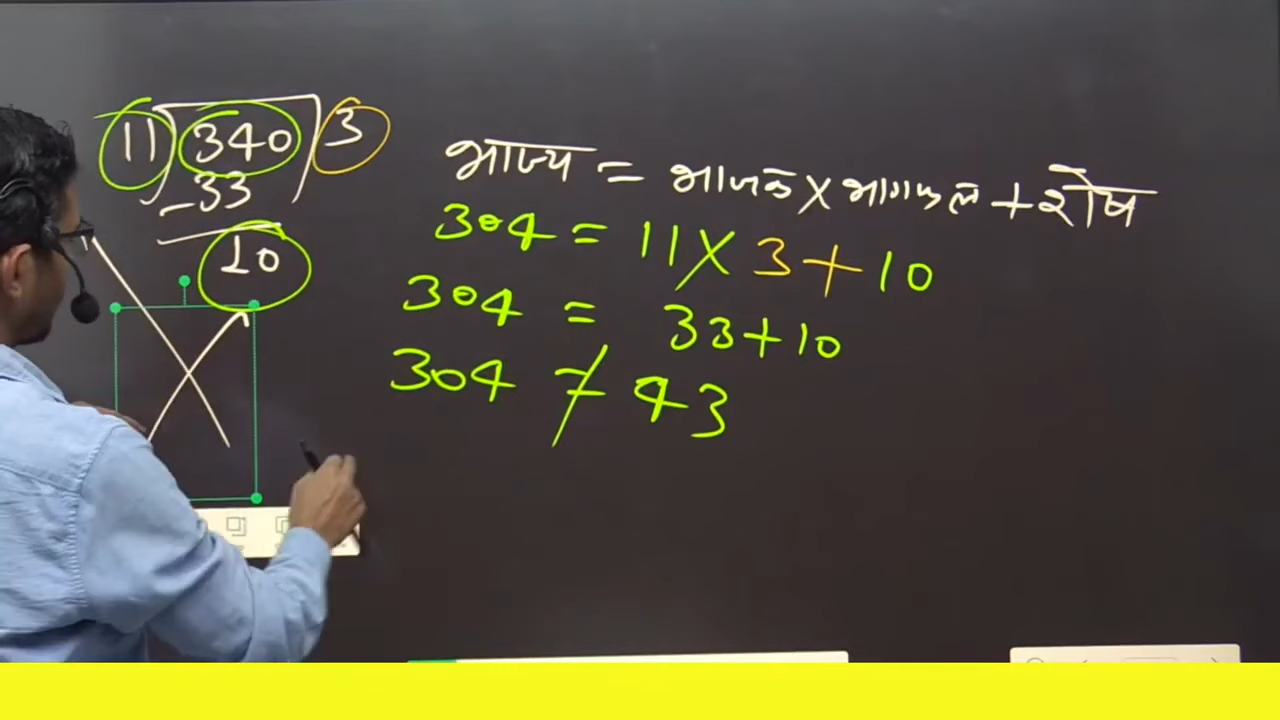 11 340 3
-33
10
भाज्य = भाजक X भागफल + शेष
304 = 11 X 3 + 10
304 = 33 + 10
304 ≠ 43